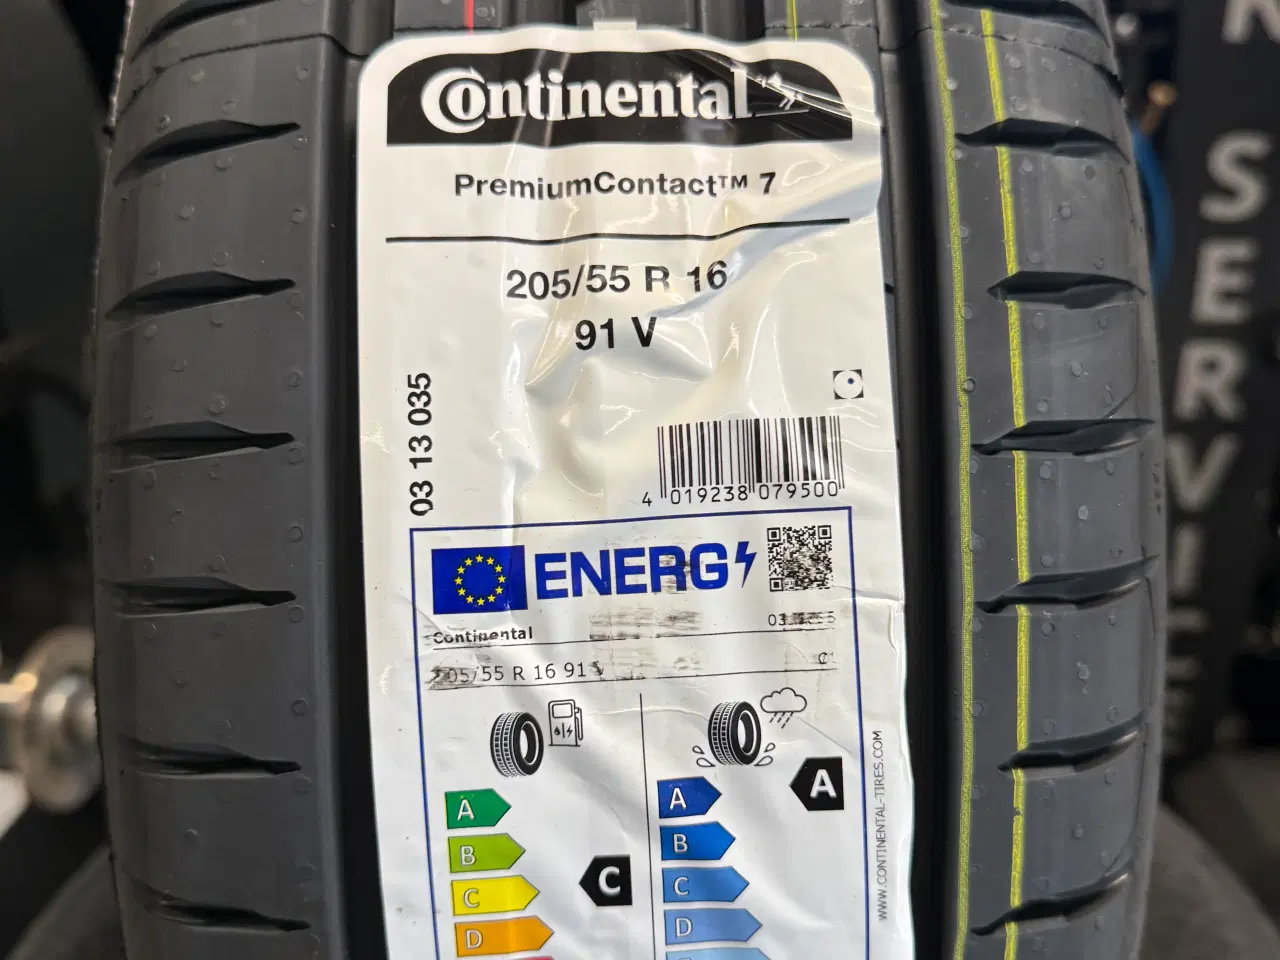 Continental
PremiumContact™ 7
205/55 R 16
91 V
03 13 035
4 019238 079500
ENERG
Continental
205/55 R 16 91
C1
A
B
C
D
C
A
B
C
D
A
WWW.CONTINENTAL-TIRES.COM
SERVICE